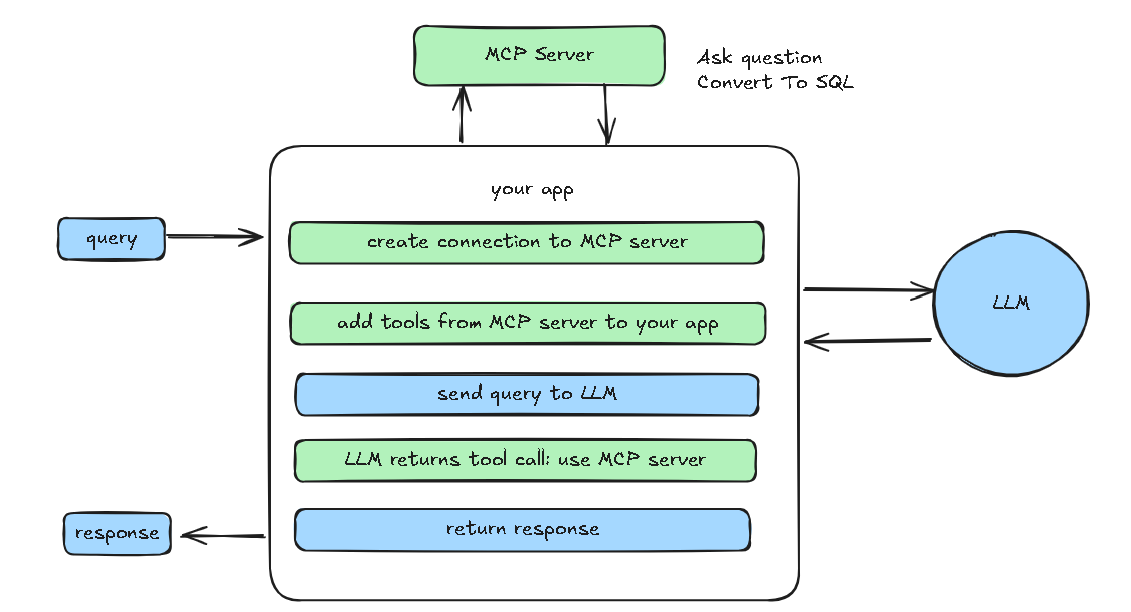 MCP Server
Ask question
Convert To SQL
your app
query
create connection to MCP server
LLM
add tools from MCP server to your app
send query to LLM
LLM returns tool call: use MCP server
return response
response